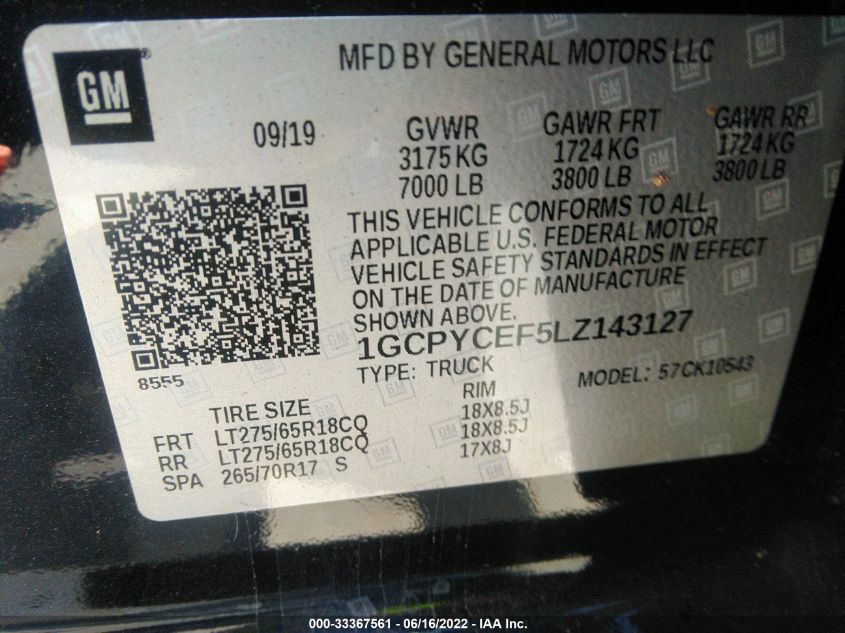 GM
MFD BY GENERAL MOTORS LLC
09/19
GVWR GAWR FRT GAWR RR
3175 KG 1724 KG 1724 KG
7000 LB 3800 LB 3800 LB
THIS VEHICLE CONFORMS TO ALL
APPLICABLE U.S. FEDERAL MOTOR
VEHICLE SAFETY STANDARDS IN EFFECT
ON THE DATE OF MANUFACTURE
SHOWN ABOVE.
1GCPYCEF5LZ143127
8555
TYPE: TRUCK MODEL: 57CK10543
TIRE SIZE RIM
FRT LT275/65R18CQ 18X8.5J
RR LT275/65R18CQ 18X8.5J
SPA 265/70R17 S 17X8J
000-33367561 - 06/16/2022 - IAA Inc.